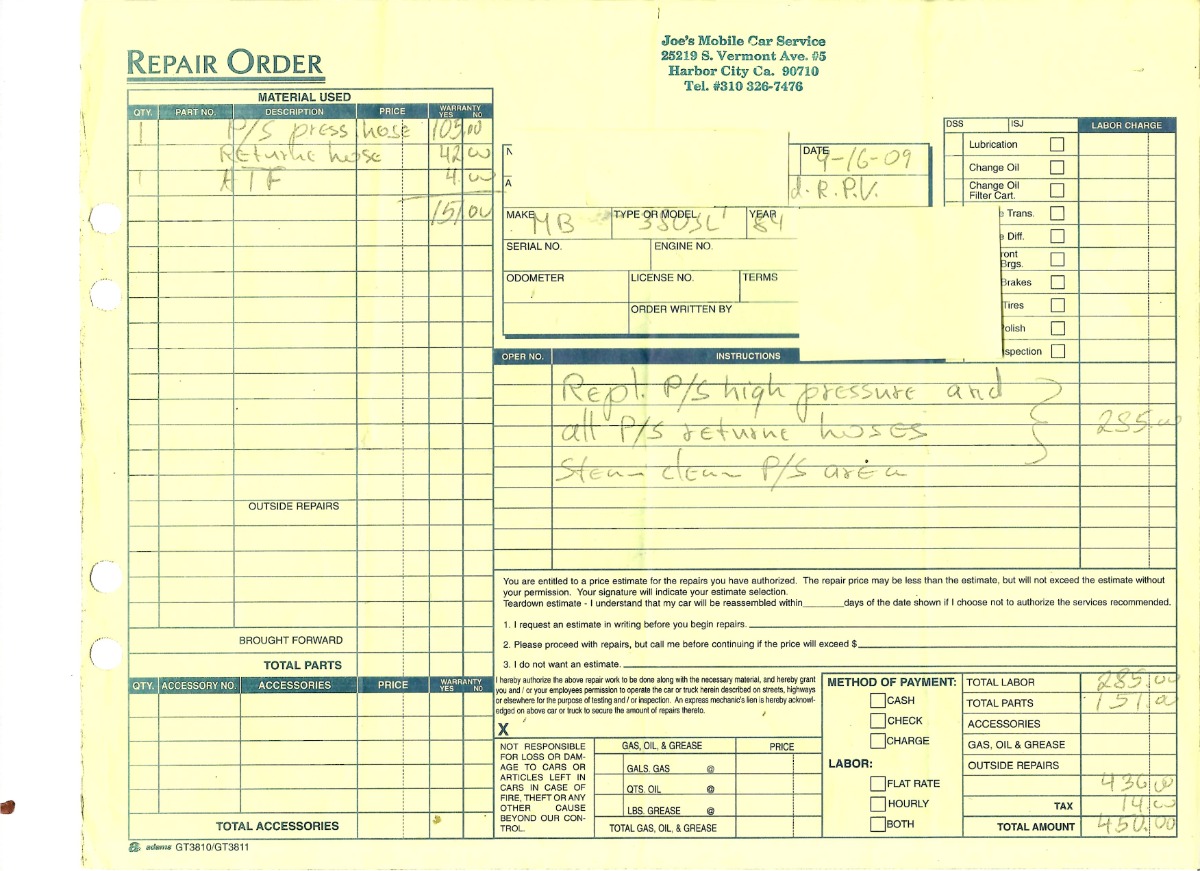 Joe's Mobile Car Service
25219 S. Vermont Ave. #5
Harbor City Ca. 90710
Tel. #310 326-7476
REPAIR ORDER
MATERIAL USED
QTY. PART NO. DESCRIPTION PRICE WARRANTY YES NO
1 P/S press hose 105.00
Returne hose 42 00
1 ATF 4.00
151.00
OUTSIDE REPAIRS
BROUGHT FORWARD
TOTAL PARTS
QTY. ACCESSORY NO. ACCESSORIES PRICE WARRANTY YES NO
TOTAL ACCESSORIES
adams GT3810/GT3811
N
A
DATE 9-16-09
d. R.P.V.
MAKE MB TYPE OR MODEL 380SL YEAR 84
SERIAL NO. ENGINE NO.
ODOMETER LICENSE NO. TERMS
ORDER WRITTEN BY
DSS ISJ LABOR CHARGE
Lubrication
Change Oil
Change Oil
Filter Cart.
e Trans.
e Diff.
ront
Brgs.
Brakes
Tires
olish
spection
OPER NO. INSTRUCTIONS
Repl. P/S high pressure and
all P/S returne hoses 285.00
Steam clean P/S area
You are entitled to a price estimate for the repairs you have authorized. The repair price may be less than the estimate, but will not exceed the estimate without
your permission. Your signature will indicate your estimate selection.
Teardown estimate - I understand that my car will be reassembled within________days of the date shown if I choose not to authorize the services recommended.
1. I request an estimate in writing before you begin repairs.
2. Please proceed with repairs, but call me before continuing if the price will exceed $
3. I do not want an estimate.
I hereby authorize the above repair work to be done along with the necessary material, and hereby grant
you and / or your employees permission to operate the car or truck herein described on streets, highways
or elsewhere for the purpose of testing and / or inspection. An express mechanic's lien is hereby acknowl-
edged on above car or truck to secure the amount of repairs thereto.
X
NOT RESPONSIBLE
FOR LOSS OR DAM-
AGE TO CARS OR
ARTICLES LEFT IN
CARS IN CASE OF
FIRE, THEFT OR ANY
OTHER CAUSE
BEYOND OUR CON-
TROL.
GAS, OIL, & GREASE PRICE
GALS. GAS @
QTS. OIL @
LBS. GREASE @
TOTAL GAS, OIL, & GREASE
METHOD OF PAYMENT:
CASH
CHECK
CHARGE
LABOR:
FLAT RATE
HOURLY
BOTH
TOTAL LABOR 285.00
TOTAL PARTS 151.00
ACCESSORIES
GAS, OIL & GREASE
OUTSIDE REPAIRS
436 00
TAX 14.00
TOTAL AMOUNT 450.00